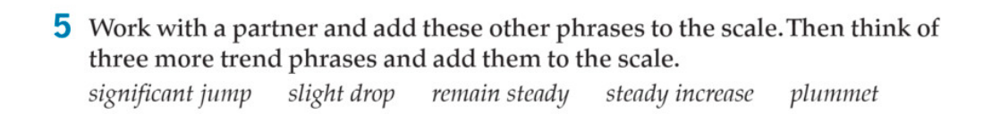 5 Work with a partner and add these other phrases to the scale. Then think of
three more trend phrases and add them to the scale.
significant jump slight drop remain steady steady increase plummet